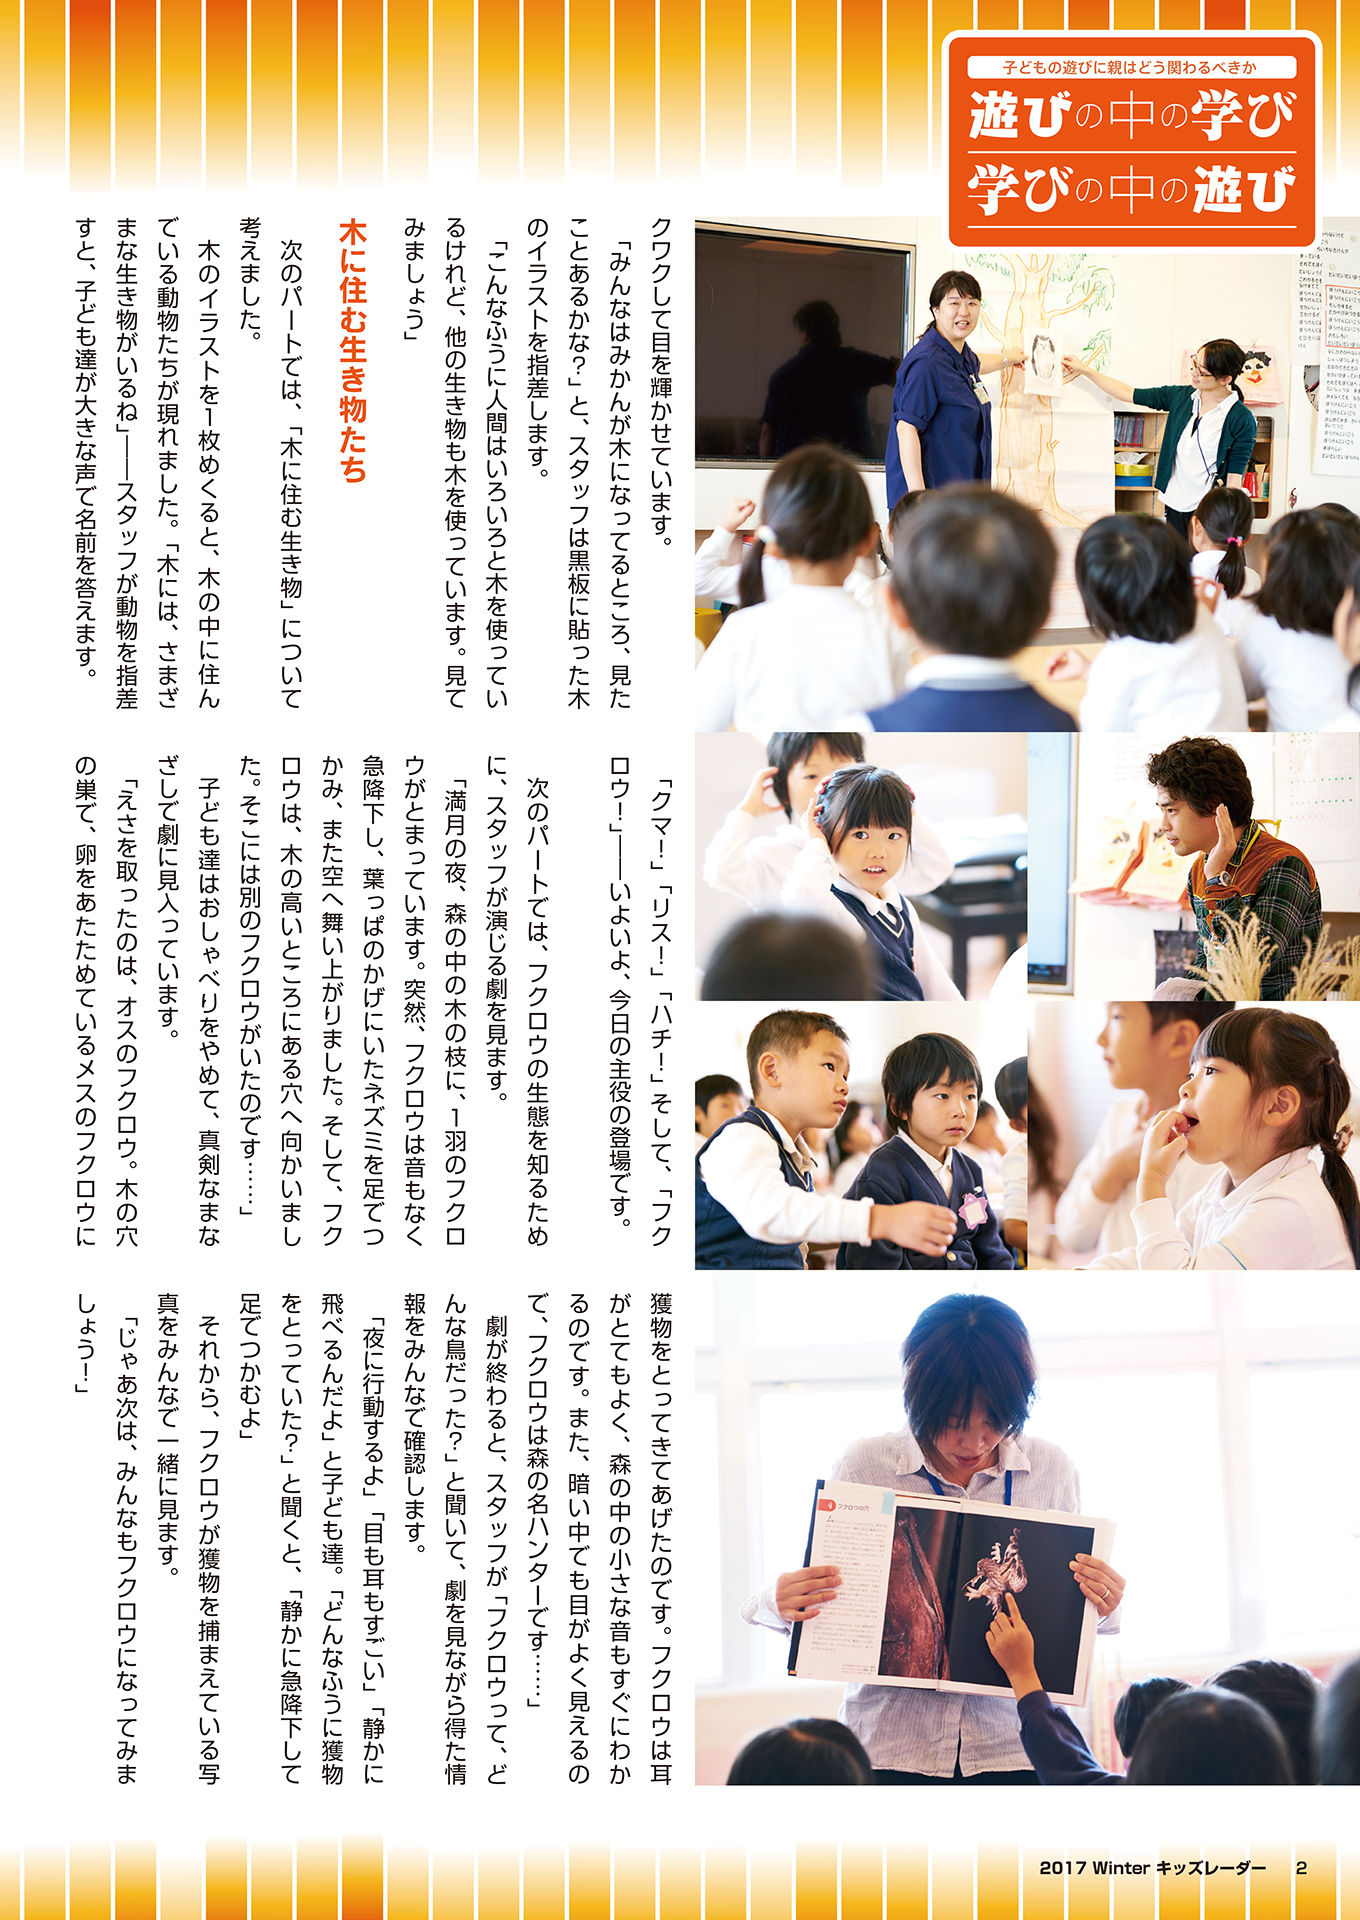 子どもの遊びに親はどう関わるべきか
遊びの中の学び
学びの中の遊び
クワクして目を輝かせています。
「みんなはみかんが木になってるところ、見た
ことあるかな？」と、スタッフは黒板に貼った木
のイラストを指差します。
「こんなふうに人間はいろいろと木を使ってい
るけれど、他の生き物も木を使っています。見て
みましょう」
木に住む生き物たち
次のパートでは、「木に住む生き物」について
考えました。
木のイラストを1枚めくると、木の中に住ん
でいる動物たちが現れました。「木には、さまざ
まな生き物がいるね」――スタッフが動物を指差
すと、子ども達が大きな声で名前を答えます。
「クマ！」「リス！」「ハチ！」そして、「フク
ロウ！」――いよいよ、今日の主役の登場です。
次のパートでは、フクロウの生態を知るため
に、スタッフが演じる劇を見ます。
「満月の夜、森の中の木の枝に、1羽のフクロ
ウがとまっています。突然、フクロウは音もなく
急降下し、葉っぱのかげにいたネズミを足でつ
かみ、また空へ舞い上がりました。そして、フク
ロウは、木の高いところにある穴へ向かいまし
た。そこには別のフクロウがいたのです……」
子ども達はおしゃべりをやめて、真剣なまな
ざしで劇に見入っています。
「えさを取ったのは、オスのフクロウ。木の穴
の巣で、卵をあたためているメスのフクロウに
獲物をとってきてあげたのです。フクロウは耳
がとてもよく、森の中の小さな音もすぐにわか
るのです。また、暗い中でも目がよく見えるの
で、フクロウは森の名ハンターです……」
劇が終わると、スタッフが「フクロウって、ど
んな鳥だった？」と聞いて、劇を見ながら得た情
報をみんなで確認します。
「夜に行動するよ」「目も耳もすごい」「静かに
飛べるんだよ」と子ども達。「どんなふうに獲物
をとっていた？」と聞くと、「静かに急降下して
足でつかむよ」
それから、フクロウが獲物を捕まえている写
真をみんなで一緒に見ます。
「じゃあ次は、みんなもフクロウになってみま
しょう！」
4 フクロウの穴
2017 Winter キッズレーダー 2